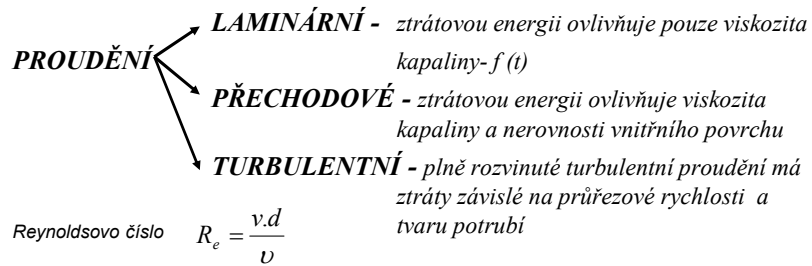 LAMINÁRNÍ - ztrátovou energii ovlivňuje pouze viskozita
PROUDĚNÍ kapaliny- f (t)
PŘECHODOVÉ - ztrátovou energii ovlivňuje viskozita
kapaliny a nerovnosti vnitřního povrchu
TURBULENTNÍ - plně rozvinuté turbulentní proudění má
ztráty závislé na průřezové rychlosti a
tvaru potrubí
Reynoldsovo číslo R_e = v.d / υ